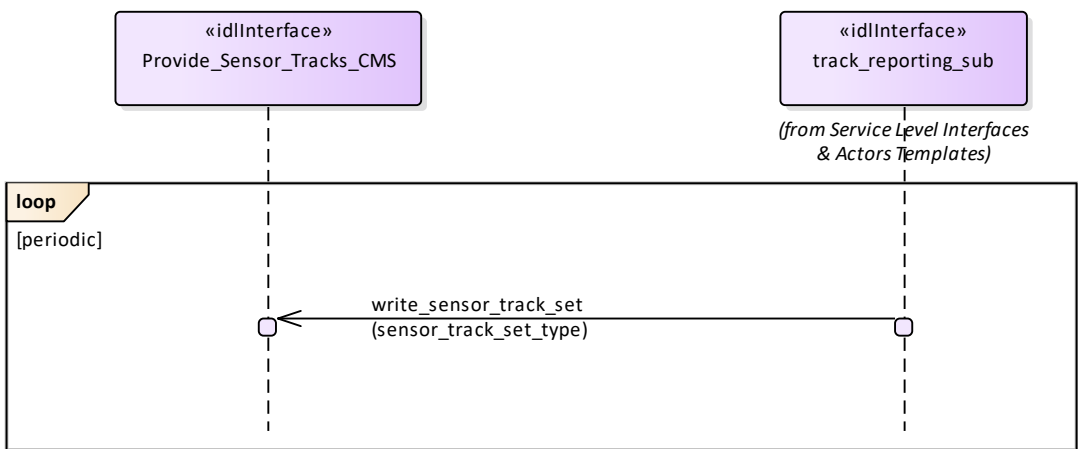 «idlInterface»
Provide_Sensor_Tracks_CMS
«idlInterface»
track_reporting_sub
(from Service Level Interfaces
& Actors Templates)
loop
[periodic]
write_sensor_track_set
(sensor_track_set_type)